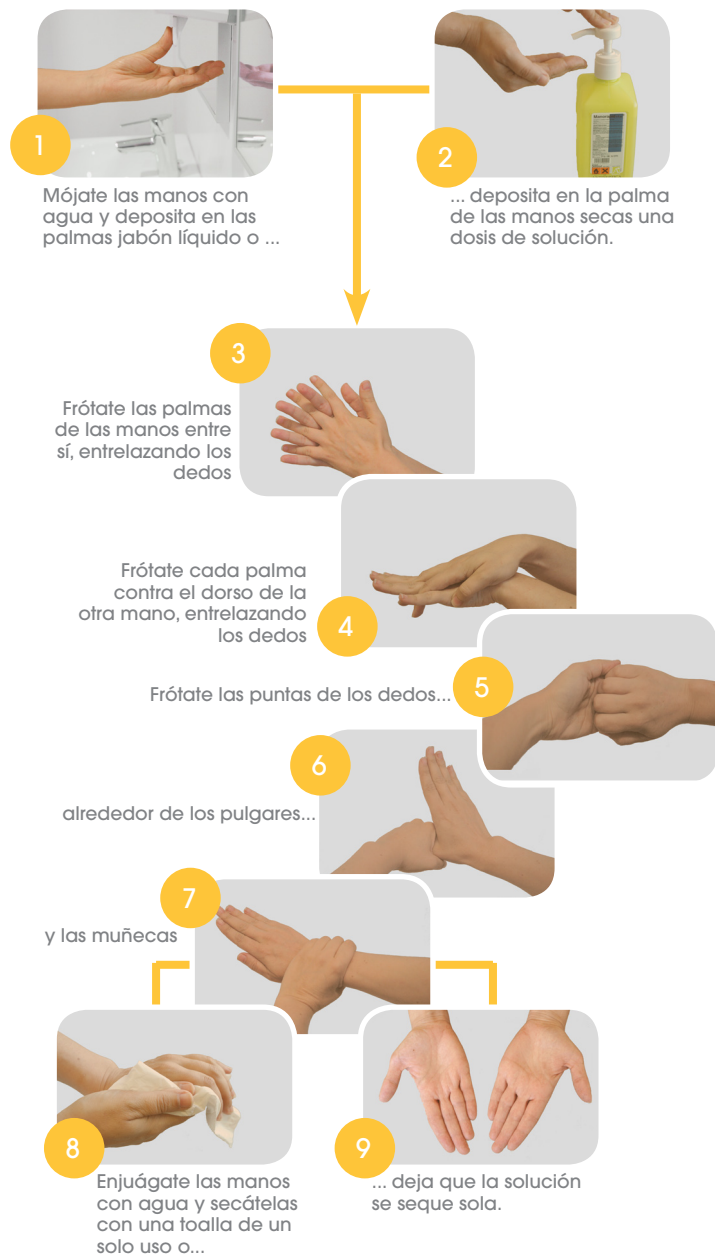 1
Mójate las manos con
agua y deposita en las
palmas jabón líquido o ...
2
... deposita en la palma
de las manos secas una
dosis de solución.
3
Frótate las palmas
de las manos entre
sí, entrelazando los
dedos
Frótate cada palma
contra el dorso de la
otra mano, entrelazando
los dedos
4
Frótate las puntas de los dedos...
5
6
alrededor de los pulgares...
7
y las muñecas
8
Enjuágate las manos
con agua y secátelas
con una toalla de un
solo uso o...
9
... deja que la solución
se seque sola.